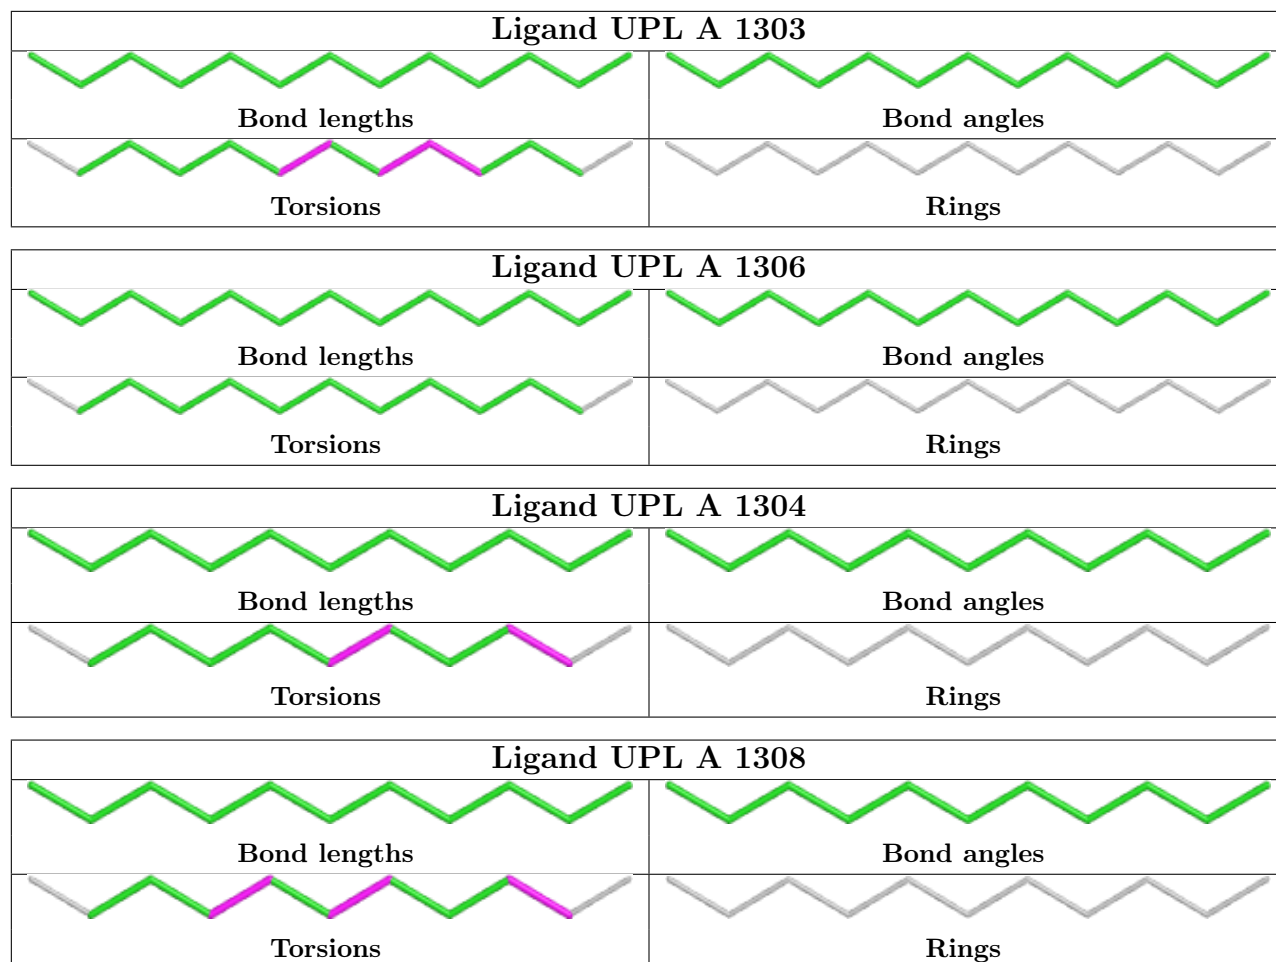 Ligand UPL A 1303
Bond lengths
Bond angles
Torsions
Rings
Ligand UPL A 1306
Bond lengths
Bond angles
Torsions
Rings
Ligand UPL A 1304
Bond lengths
Bond angles
Torsions
Rings
Ligand UPL A 1308
Bond lengths
Bond angles
Torsions
Rings